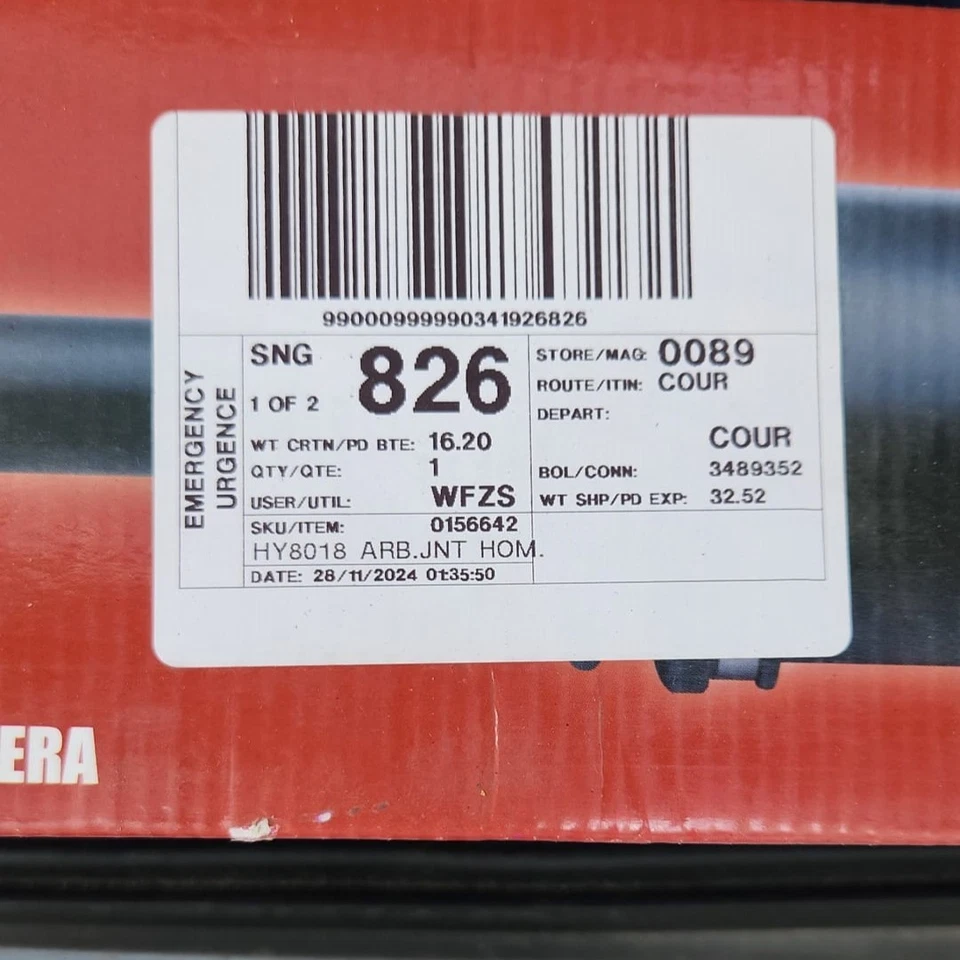 99000999990341926826
EMERGENCY
URGENCE
SNG 826
1 OF 2
WT CRTN/PD BTE: 16.20
QTY/QTE: 1
USER/UTIL: WFZS
SKU/ITEM: 0156642
HY8018 ARB.JNT HOM.
DATE: 28/11/2024 01:35:50
STORE/MAG: 0089
ROUTE/ITIN: COUR
DEPART:
COUR
BOL/CONN: 3489352
WT SHP/PD EXP: 32.52
ERA